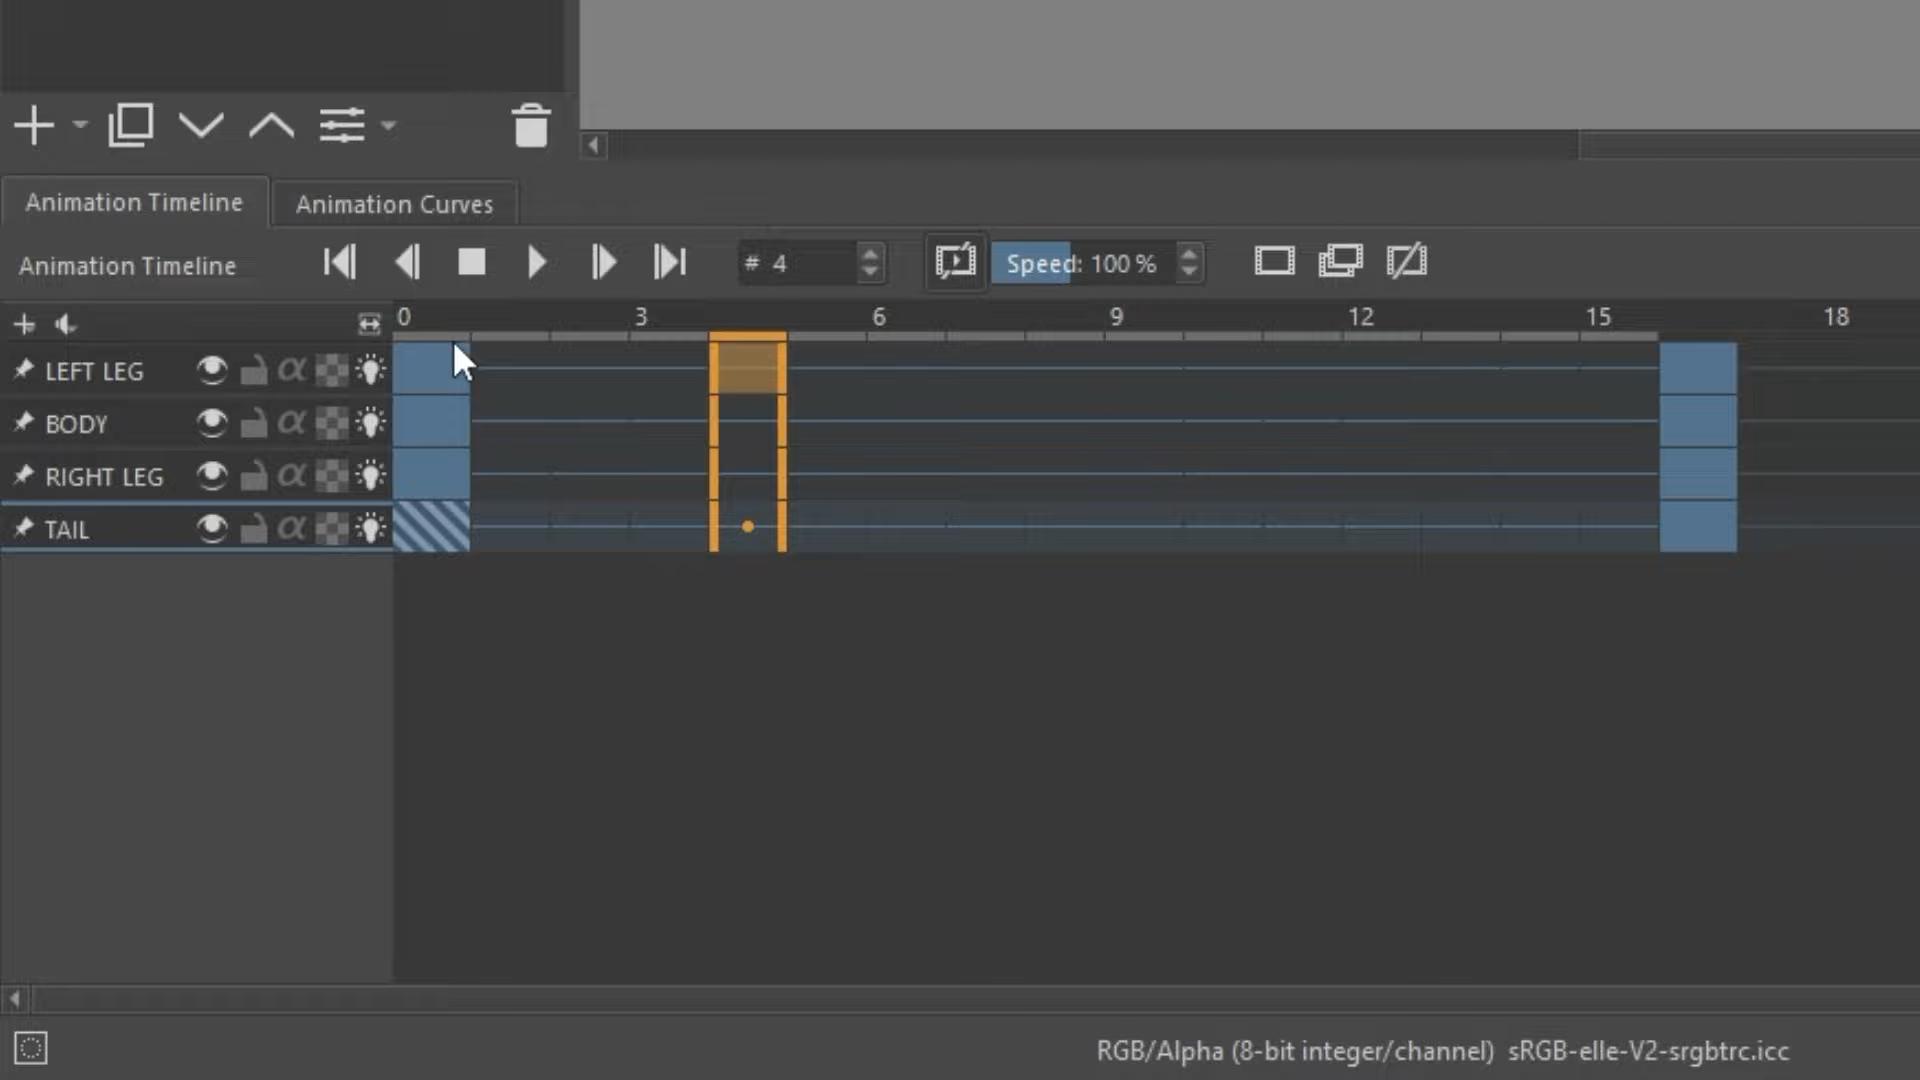 Animation Timeline Animation Curves
Animation Timeline # 4 Speed: 100 %
0 3 6 9 12 15 18
LEFT LEG α
BODY α
RIGHT LEG α
TAIL α
RGB/Alpha (8-bit integer/channel) sRGB-elle-V2-srgbtrc.icc